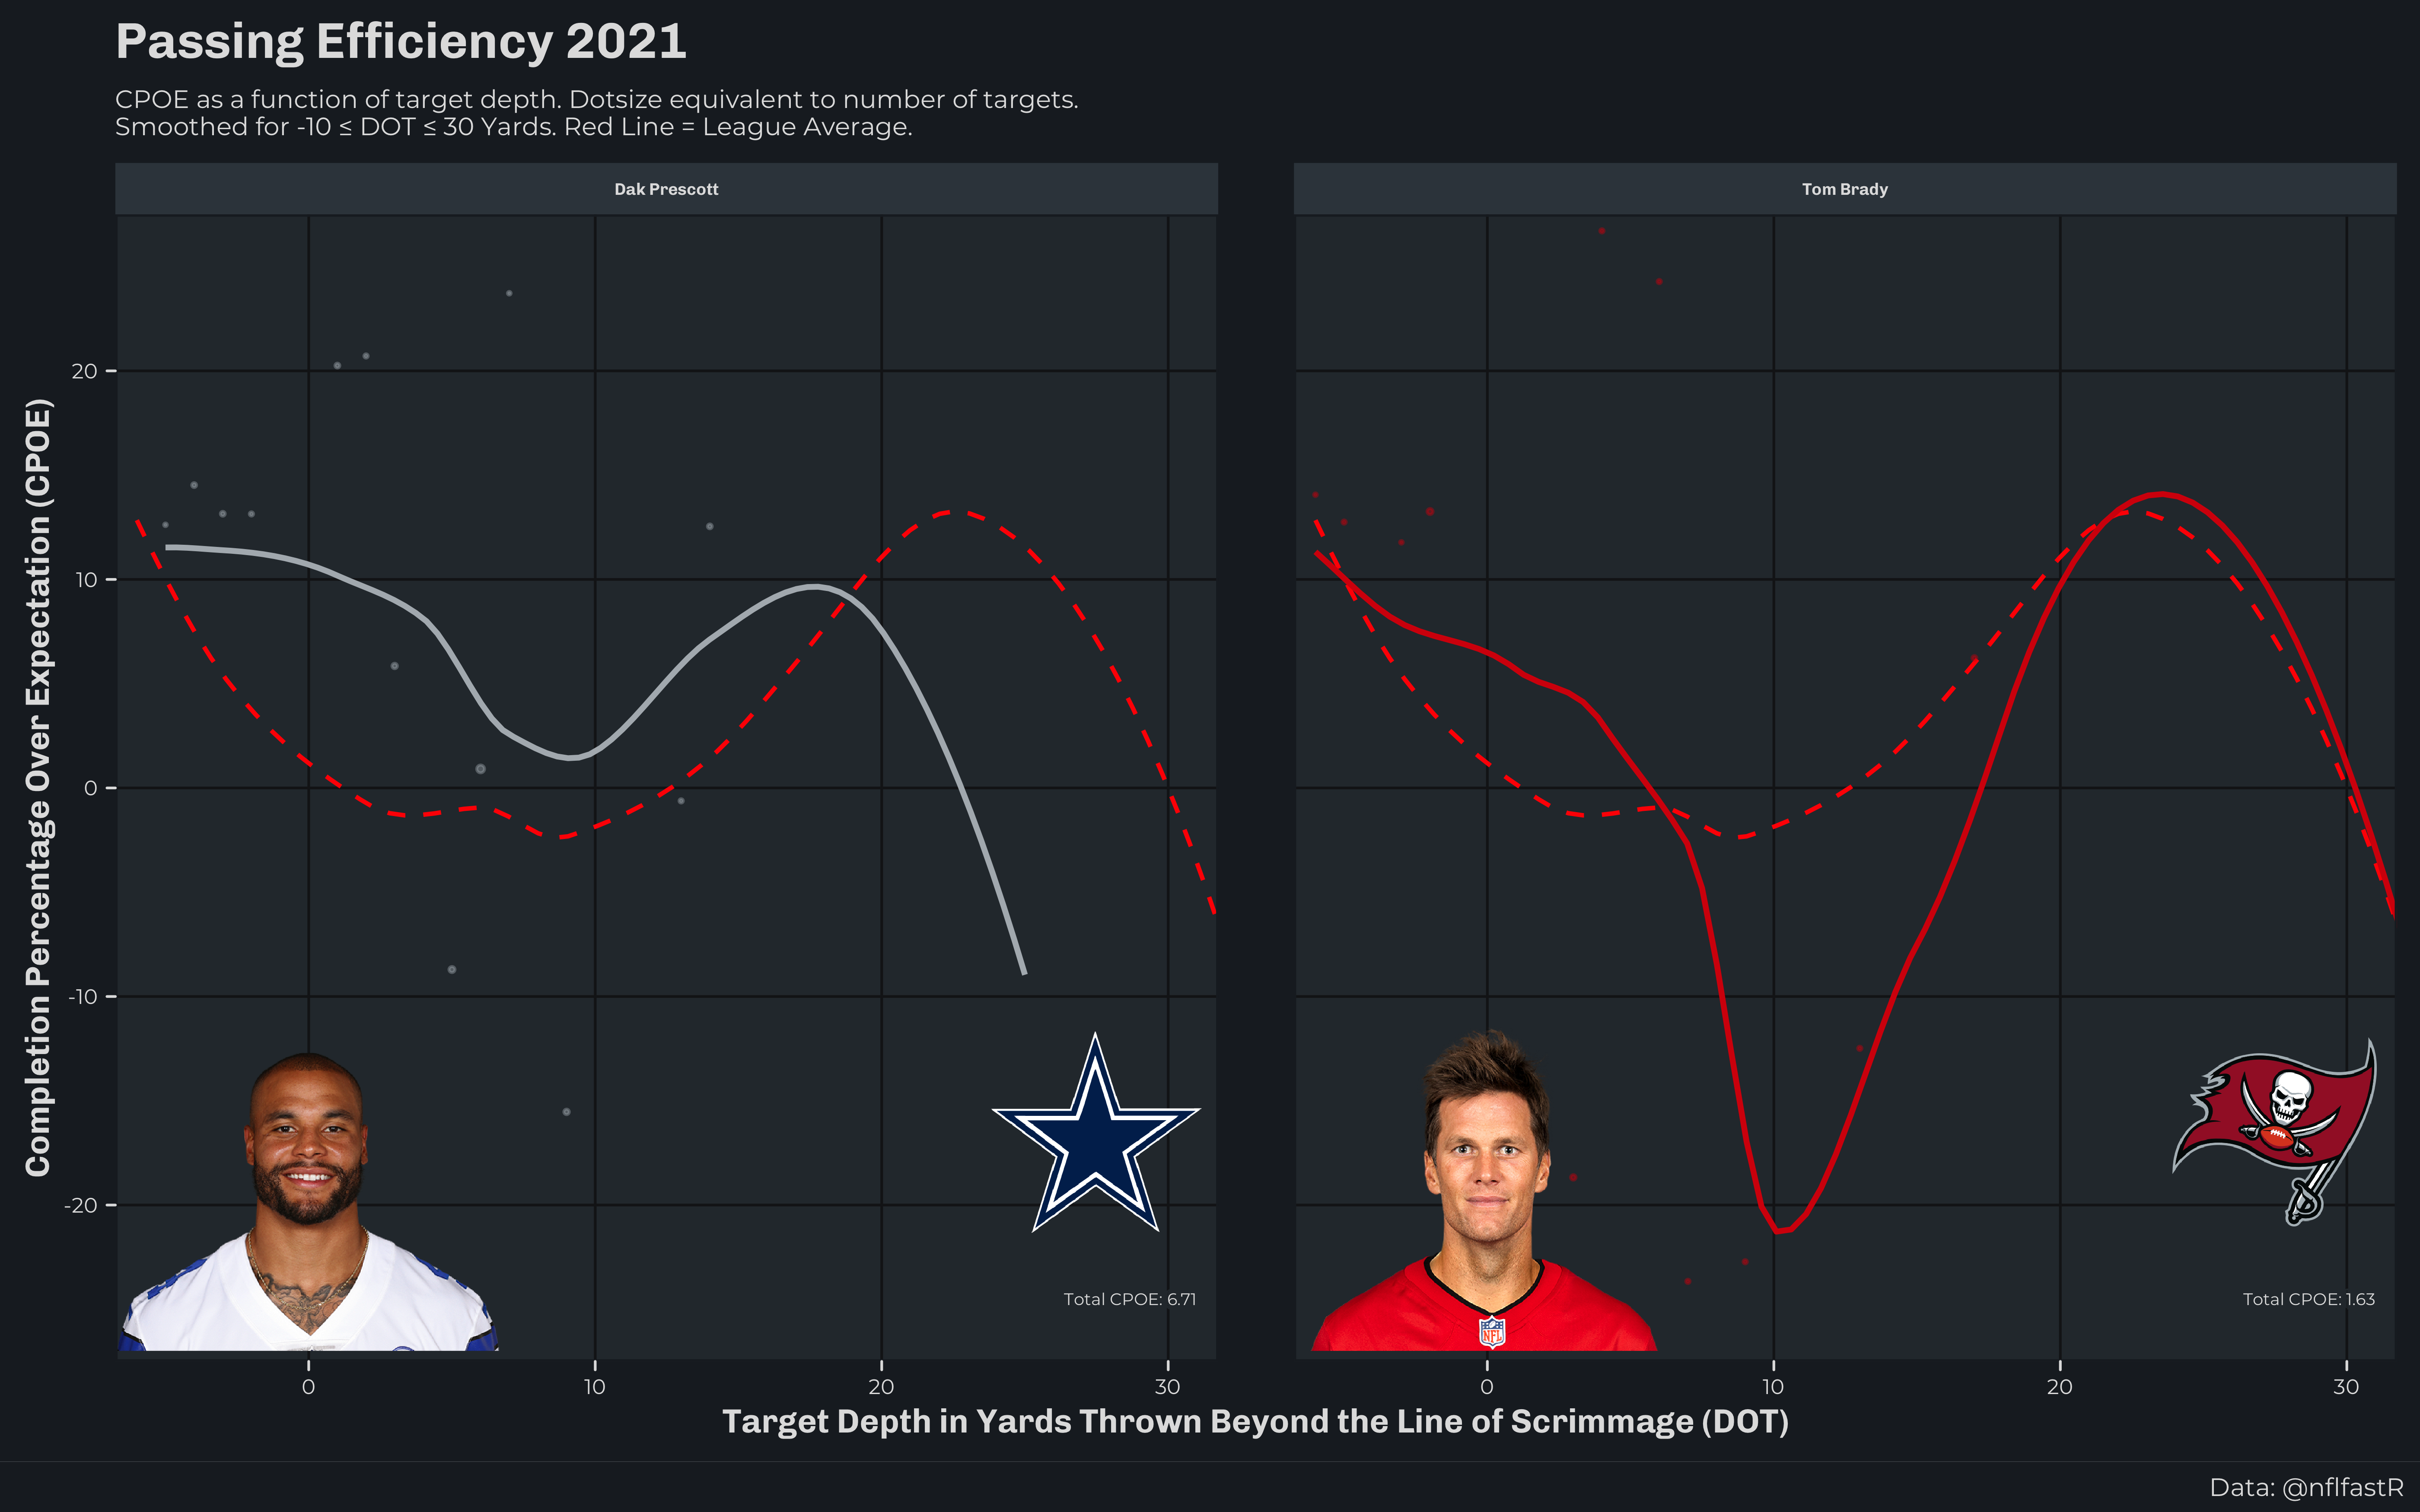 Passing Efficiency 2021
CPOE as a function of target depth. Dotsize equivalent to number of targets.
Smoothed for -10 ≤ DOT ≤ 30 Yards. Red Line = League Average.
Dak Prescott
Tom Brady
Completion Percentage Over Expectation (CPOE)
20
10
0
-10
-20
Total CPOE: 6.71
NFL
Total CPOE: 1.63
0 10 20 30
0 10 20 30
Target Depth in Yards Thrown Beyond the Line of Scrimmage (DOT)
Data: @nflfastR